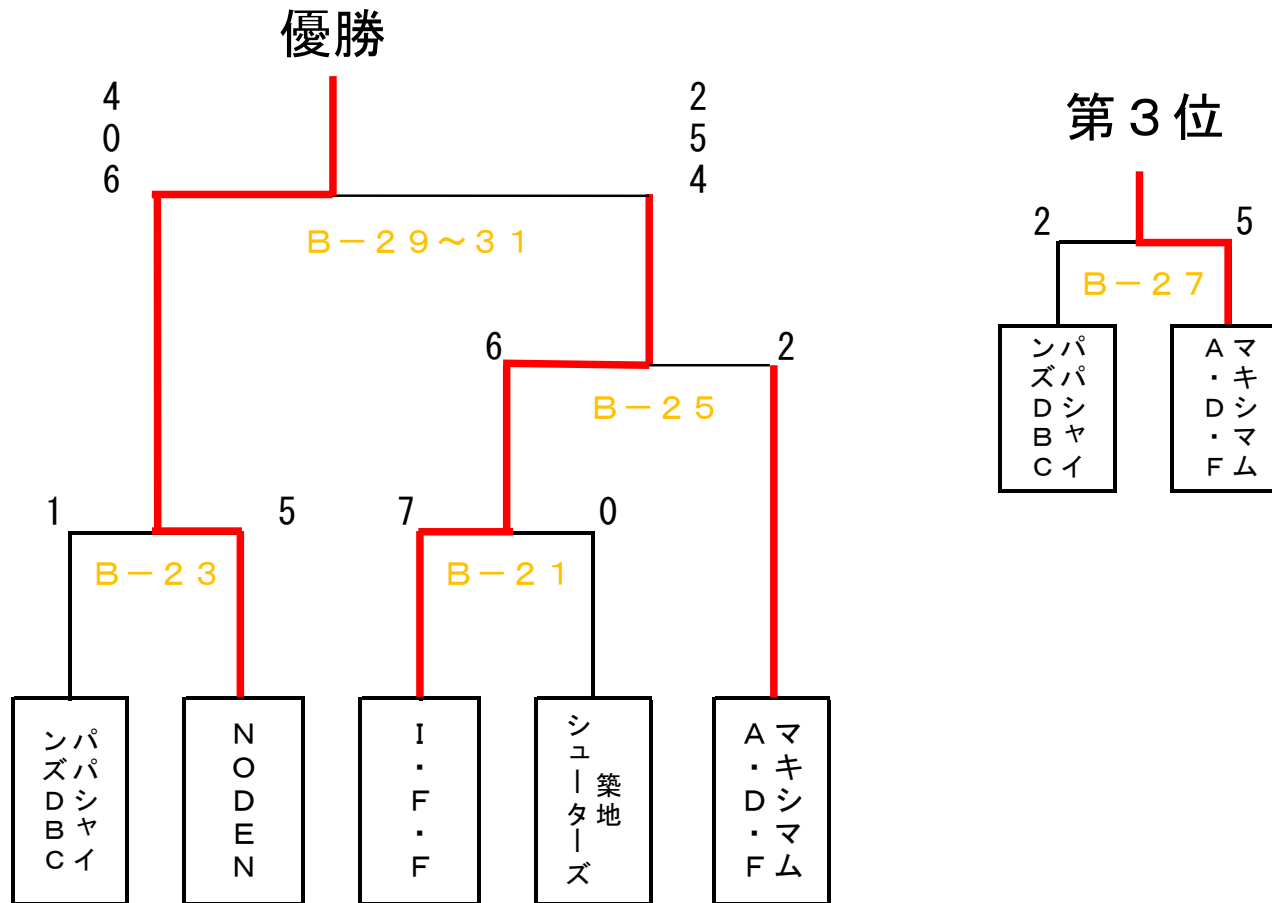 優勝
4
0
6
2
5
4
B－29～31
6
2
B－25
1
5
7
0
B－23
B－21
パパシャイ
ンズDBC
NODEN
I・F・F
築地
シューターズ
マキシマム
A・D・F
第3位
2
5
B－27
パパシャイ
ンズDBC
マキシマム
A・D・F